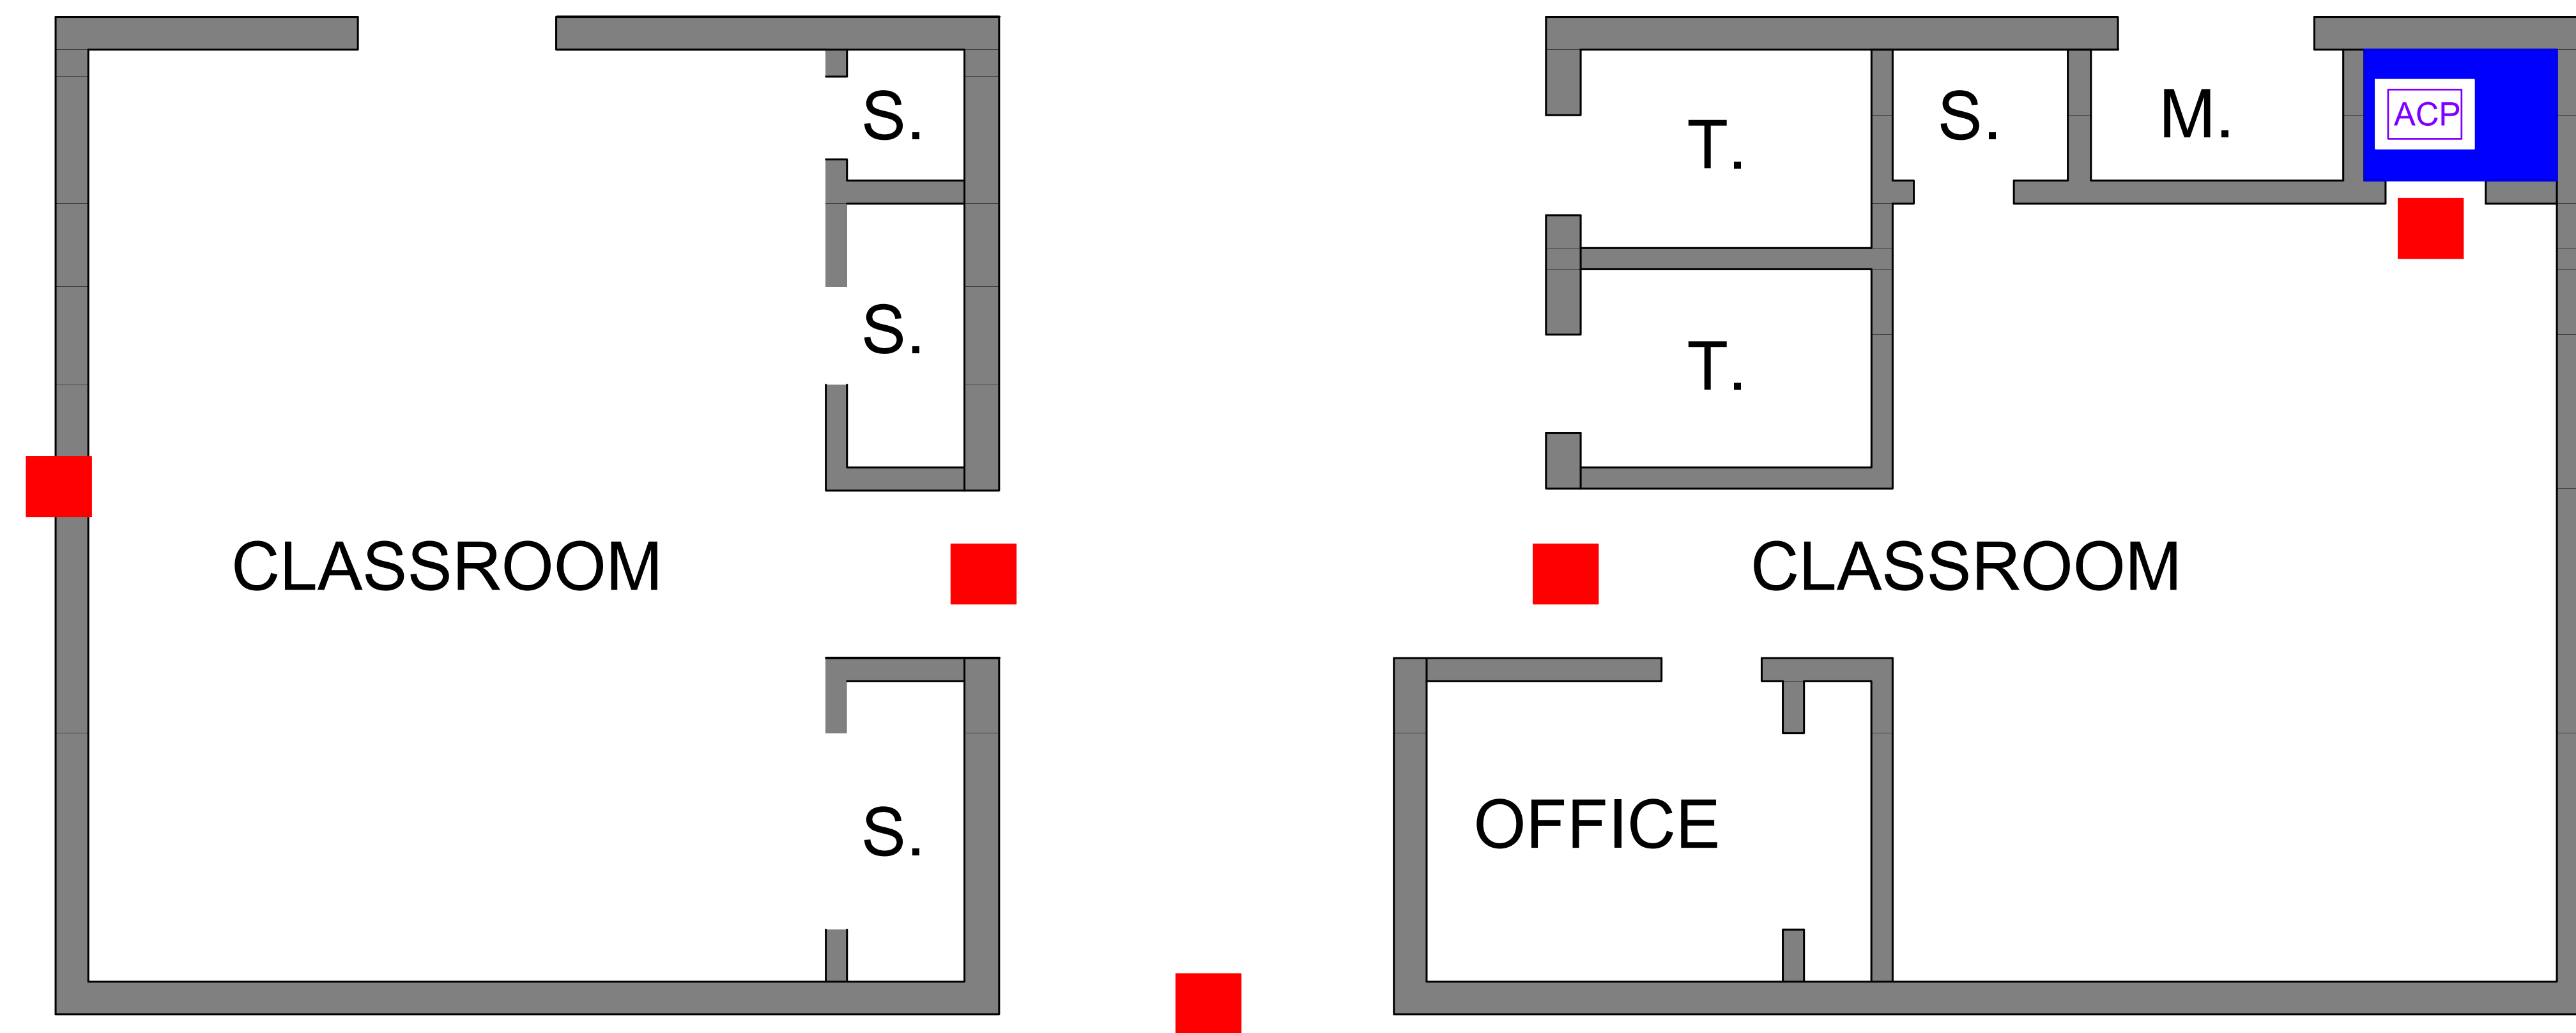 S.
T.
S.
M.
ACP
S.
T.
CLASSROOM
CLASSROOM
S.
OFFICE